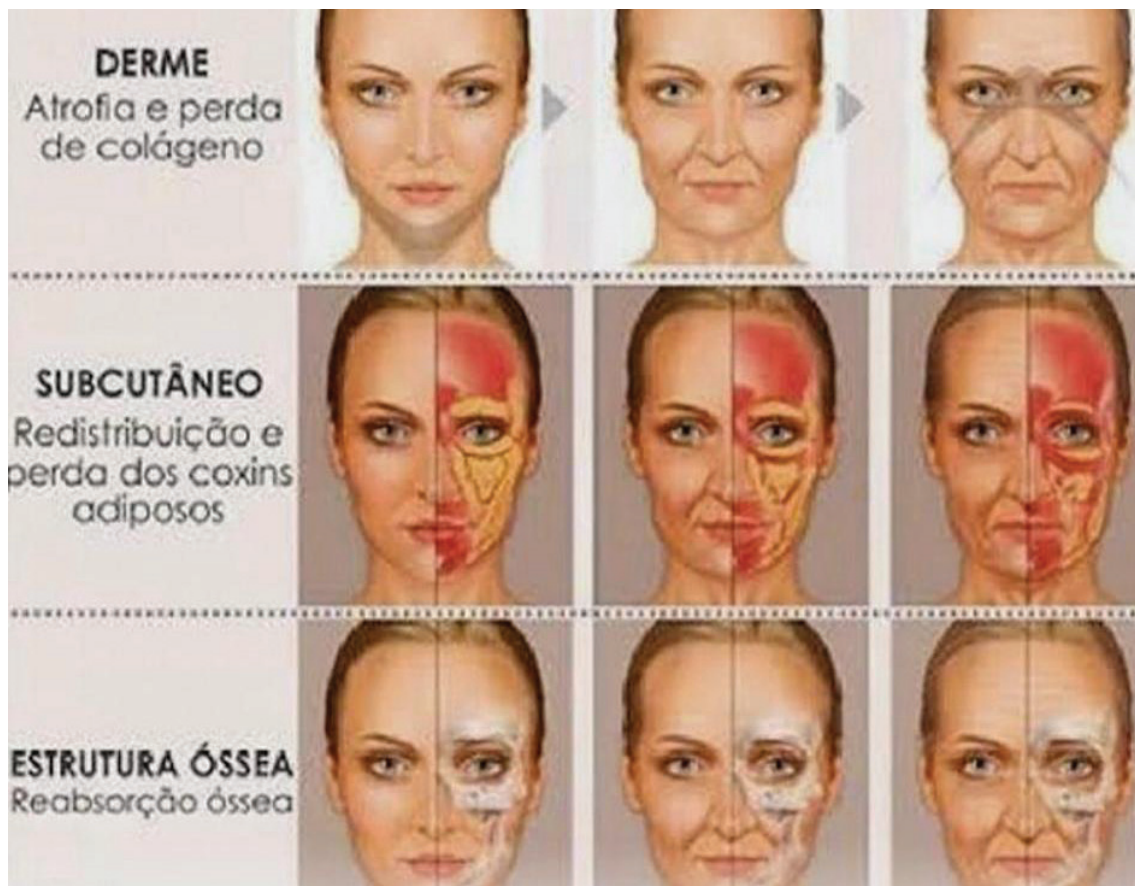 DERME
Atrofia e perda
de colágeno
SUBCUTÂNEO
Redistribuição e
perda dos coxins
adiposos
ESTRUTURA ÓSSEA
Reabsorção óssea